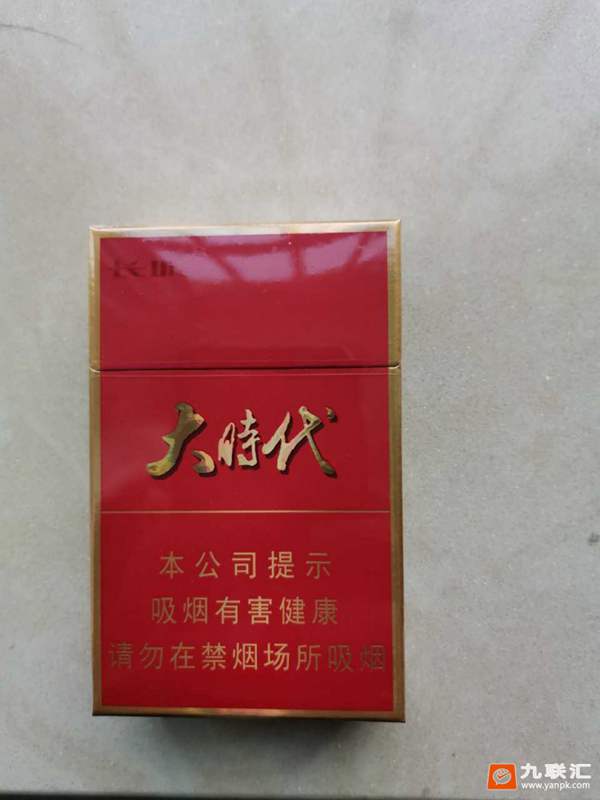 大時代
本公司提示
吸烟有害健康
请勿在禁烟场所吸烟
九联汇
www.yanpk.com